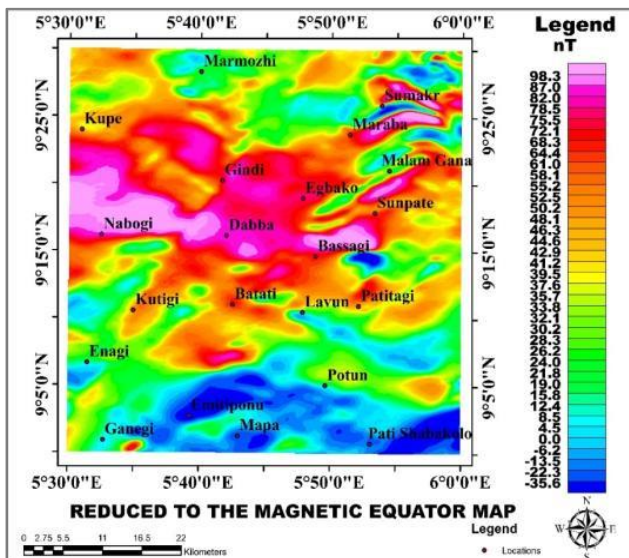 5°30'0"E 5°40'0"E 5°50'0"E 6°0'0"E
Legend
nT
Marmozhi
Sumakr
Kupe
Maraba
Malam Gana
Gindi
Egbako
Sunpate
Nabogi
Dabba
Bassagi
Kutigi
Batati
Lavun
Patitagi
Enagi
Potun
Ganegi
Mapa
Pati Shabakolo
9°25'0"N
9°15'0"N
9°5'0"N
9°25'0"N
9°15'0"N
9°5'0"N
98.3
87.0
82.0
78.5
75.5
72.1
68.3
64.4
61.0
58.1
55.2
52.5
50.2
48.1
46.3
44.6
42.9
41.2
39.5
37.6
35.7
33.8
32.1
30.2
28.3
26.2
24.0
21.8
19.0
15.8
12.4
8.5
4.5
0.0
-6.2
-13.5
-22.3
-35.6
5°30'0"E 5°40'0"E 5°50'0"E 6°0'0"E
REDUCED TO THE MAGNETIC EQUATOR MAP
0 2.75 5.5 11 16.5 22
Kilometers
Legend
Locations
N
W E
S